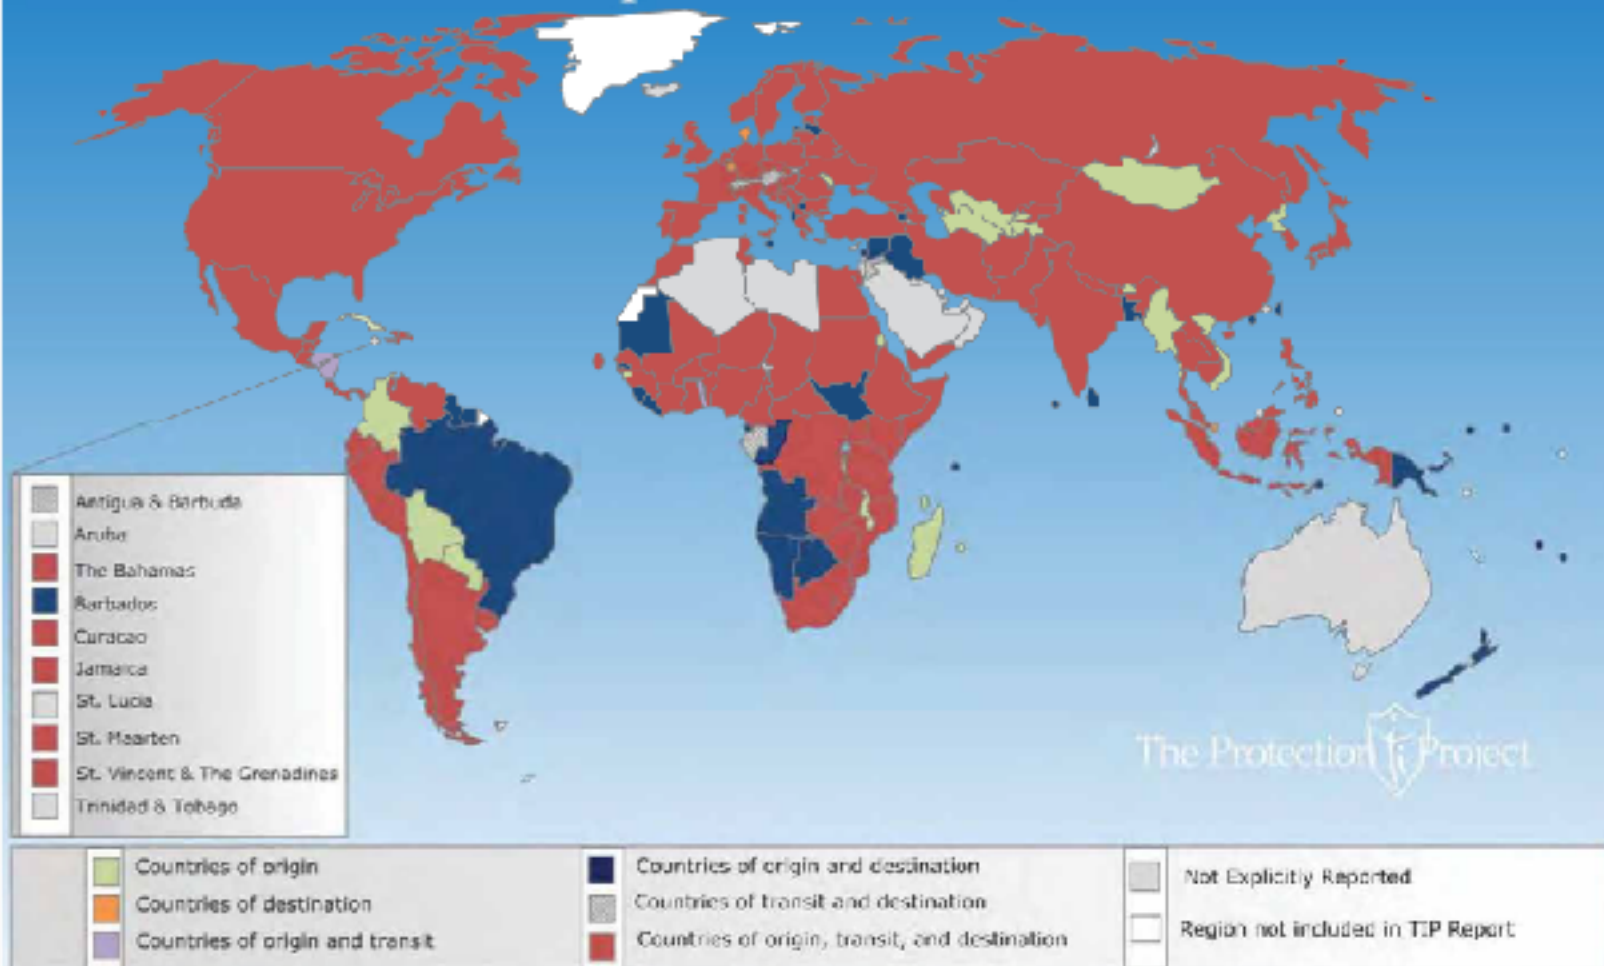 Antigua & Barbuda
Aruba
The Bahamas
Barbados
Curacao
Jamaica
St. Lucia
St. Maarten
St. Vincent & The Grenadines
Trinidad & Tobago
The Protection Project
Countries of origin
Countries of destination
Countries of origin and transit
Countries of origin and destination
Countries of transit and destination
Countries of origin, transit, and destination
Not Explicitly Reported
Region not included in TIP Report